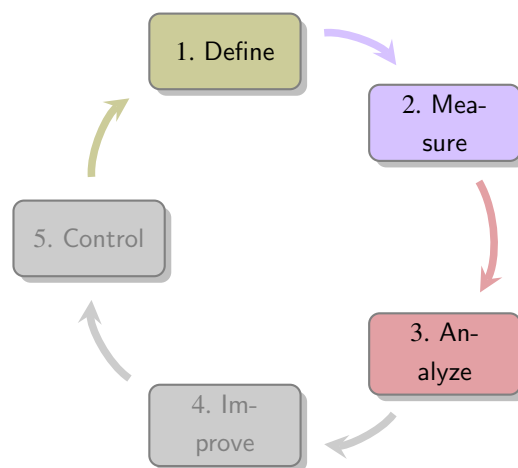 1. Define
2. Mea-
sure
3. An-
alyze
4. Im-
prove
5. Control